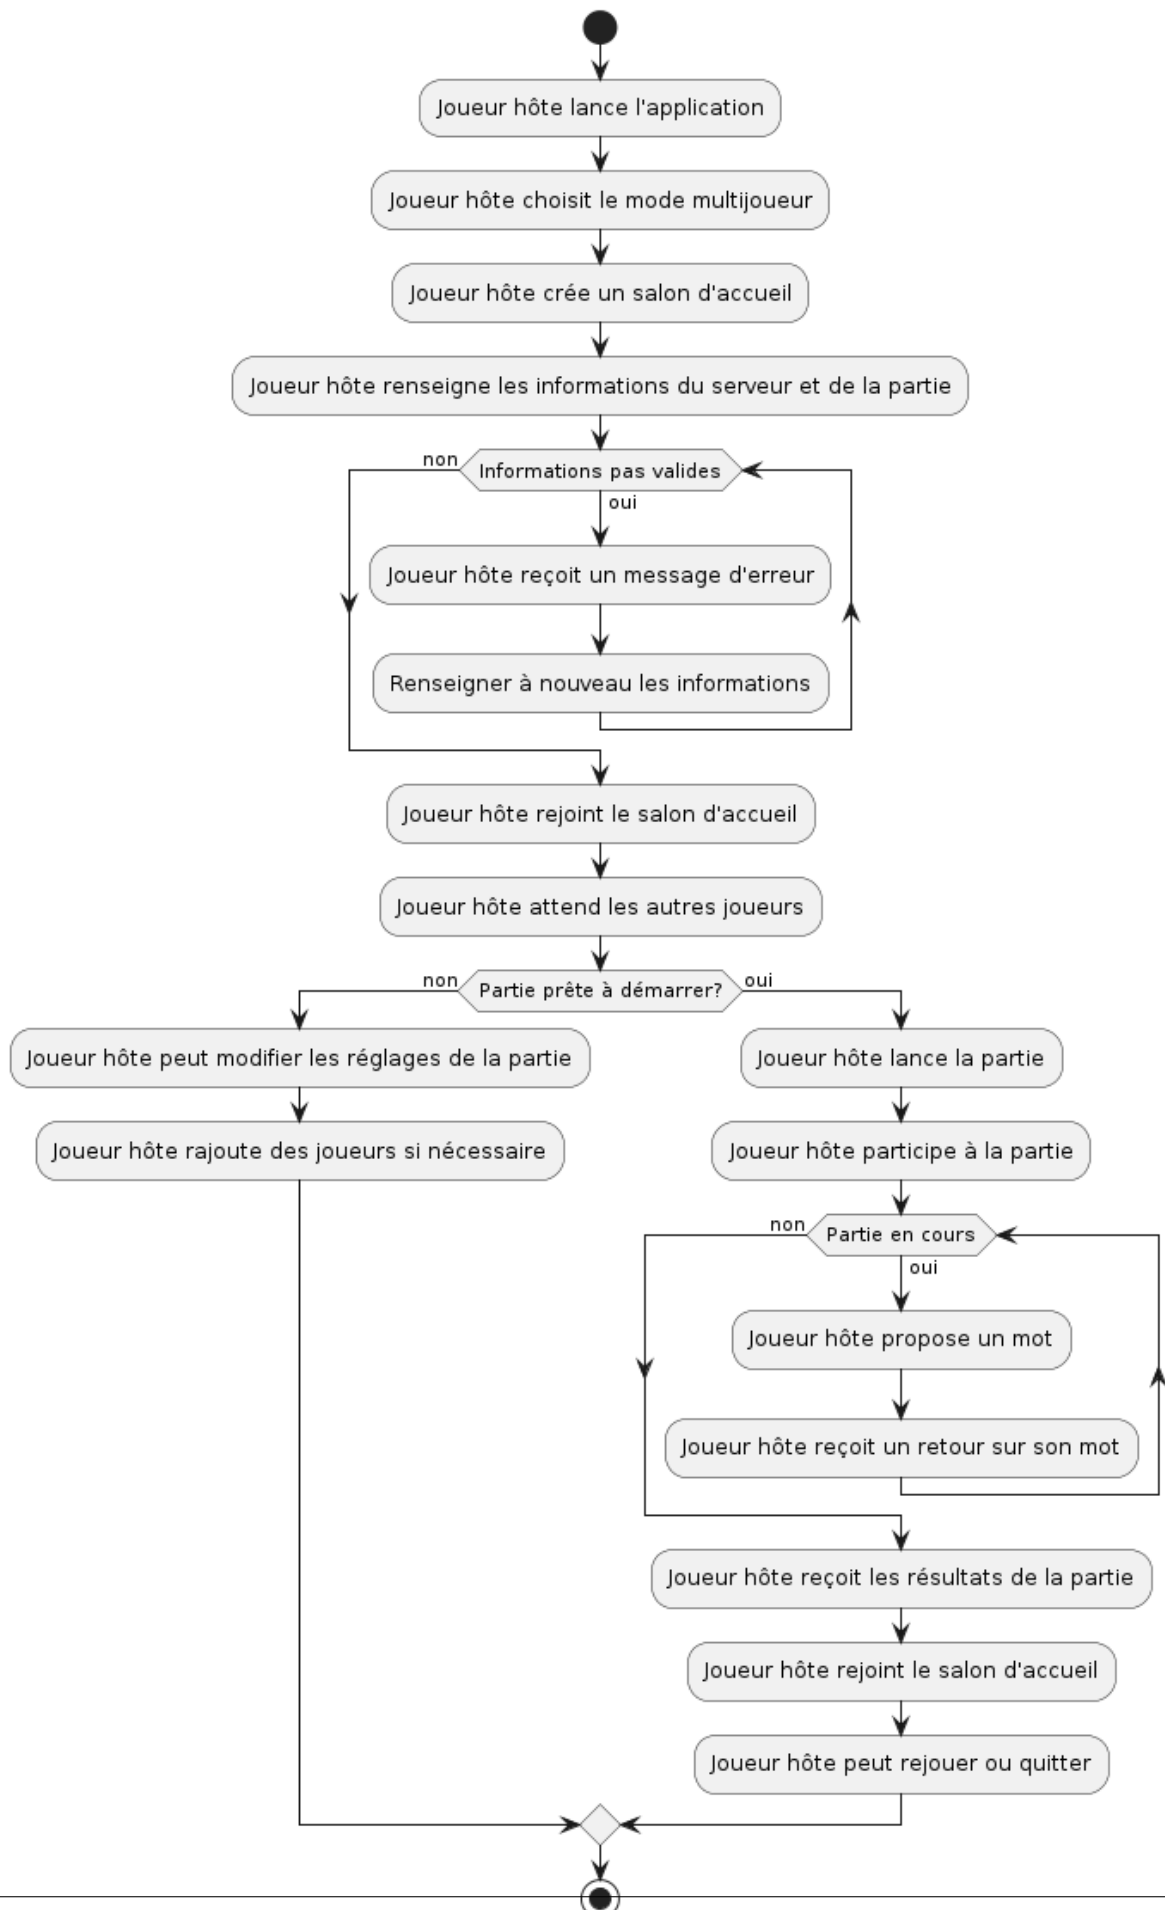 Joueur hôte lance l'application
Joueur hôte choisit le mode multijoueur
Joueur hôte crée un salon d'accueil
Joueur hôte renseigne les informations du serveur et de la partie
non
Informations pas valides
oui
Joueur hôte reçoit un message d'erreur
Renseigner à nouveau les informations
Joueur hôte rejoint le salon d'accueil
Joueur hôte attend les autres joueurs
non
Partie prête à démarrer?
oui
Joueur hôte peut modifier les réglages de la partie
Joueur hôte rajoute des joueurs si nécessaire
Joueur hôte lance la partie
Joueur hôte participe à la partie
non
Partie en cours
oui
Joueur hôte propose un mot
Joueur hôte reçoit un retour sur son mot
Joueur hôte reçoit les résultats de la partie
Joueur hôte rejoint le salon d'accueil
Joueur hôte peut rejouer ou quitter